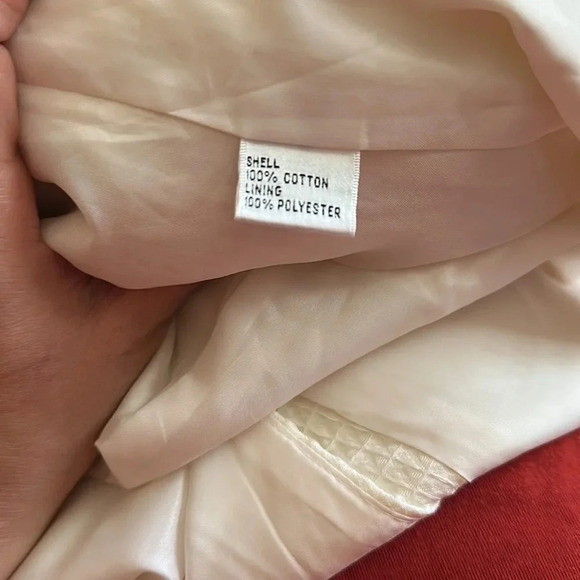 SHELL
100% COTTON
LINING
100% POLYESTER